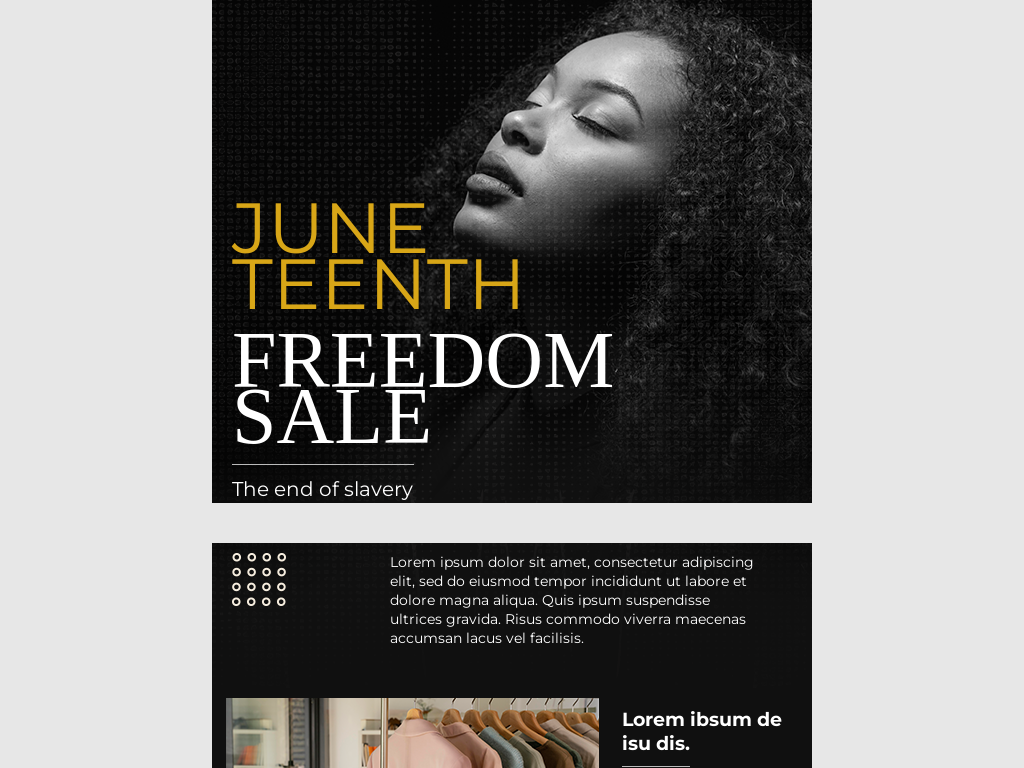 JUNE
TEENTH
FREEDOM
SALE
The end of slavery
Lorem ipsum dolor sit amet, consectetur adipiscing
elit, sed do eiusmod tempor incididunt ut labore et
dolore magna aliqua. Quis ipsum suspendisse
ultrices gravida. Risus commodo viverra maecenas
accumsan lacus vel facilisis.
Lorem ibsum de
isu dis.